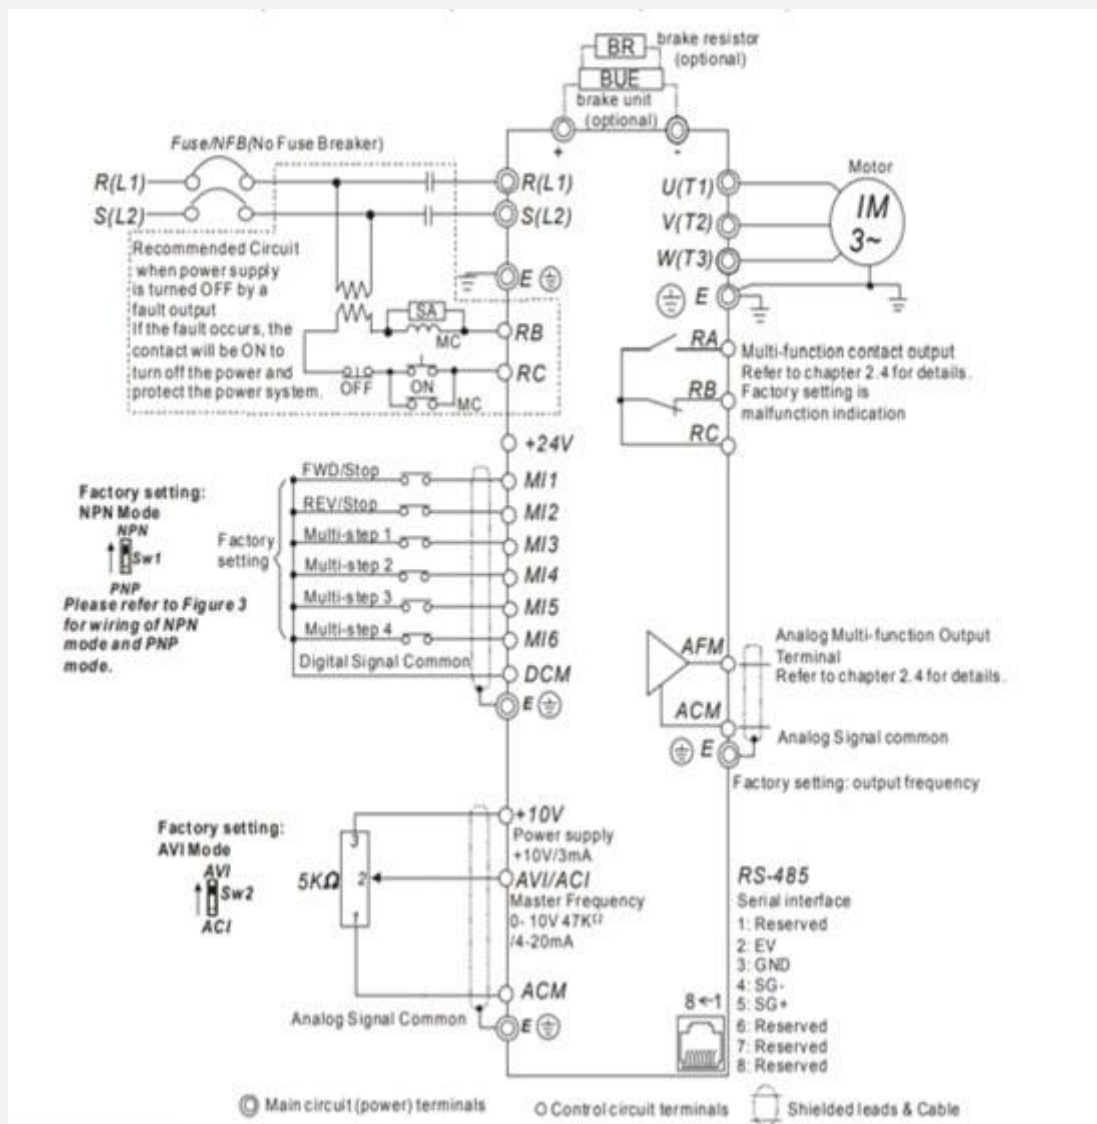 BR
brake resistor
(optional)
BUE
brake unit
(optional)
+
-
Fuse/NFB(No Fuse Breaker)
R(L1)
S(L2)
R(L1)
S(L2)
E
Recommended Circuit
when power supply
is turned OFF by a
fault output
If the fault occurs, the
contact will be ON to
turn off the power and
protect the power system.
SA
MC
RB
OFF
ON
MC
RC
Motor
U(T1)
V(T2)
W(T3)
IM
3~
E
RA
RB
RC
Multi-function contact output
Refer to chapter 2.4 for details.
Factory setting is
malfunction indication
+24V
FWD/Stop
MI1
REV/Stop
MI2
Multi-step 1
MI3
Multi-step 2
MI4
Multi-step 3
MI5
Multi-step 4
MI6
Digital Signal Common
DCM
E
Factory
setting
Factory setting:
NPN Mode
NPN
Sw1
PNP
Please refer to Figure 3
for wiring of NPN
mode and PNP
mode.
AFM
ACM
E
Analog Multi-function Output
Terminal
Refer to chapter 2.4 for details.
Analog Signal common
Factory setting: output frequency
Factory setting:
AVI Mode
AVI
Sw2
ACI
5KΩ
3
2
1
+10V
Power supply
+10V/3mA
AVI/ACI
Master Frequency
0- 10V 47KΩ
/4-20mA
ACM
Analog Signal Common
E
RS-485
Serial interface
1: Reserved
2: EV
3: GND
4: SG-
5: SG+
6: Reserved
7: Reserved
8: Reserved
8←1
Main circuit (power) terminals
Control circuit terminals
Shielded leads & Cable